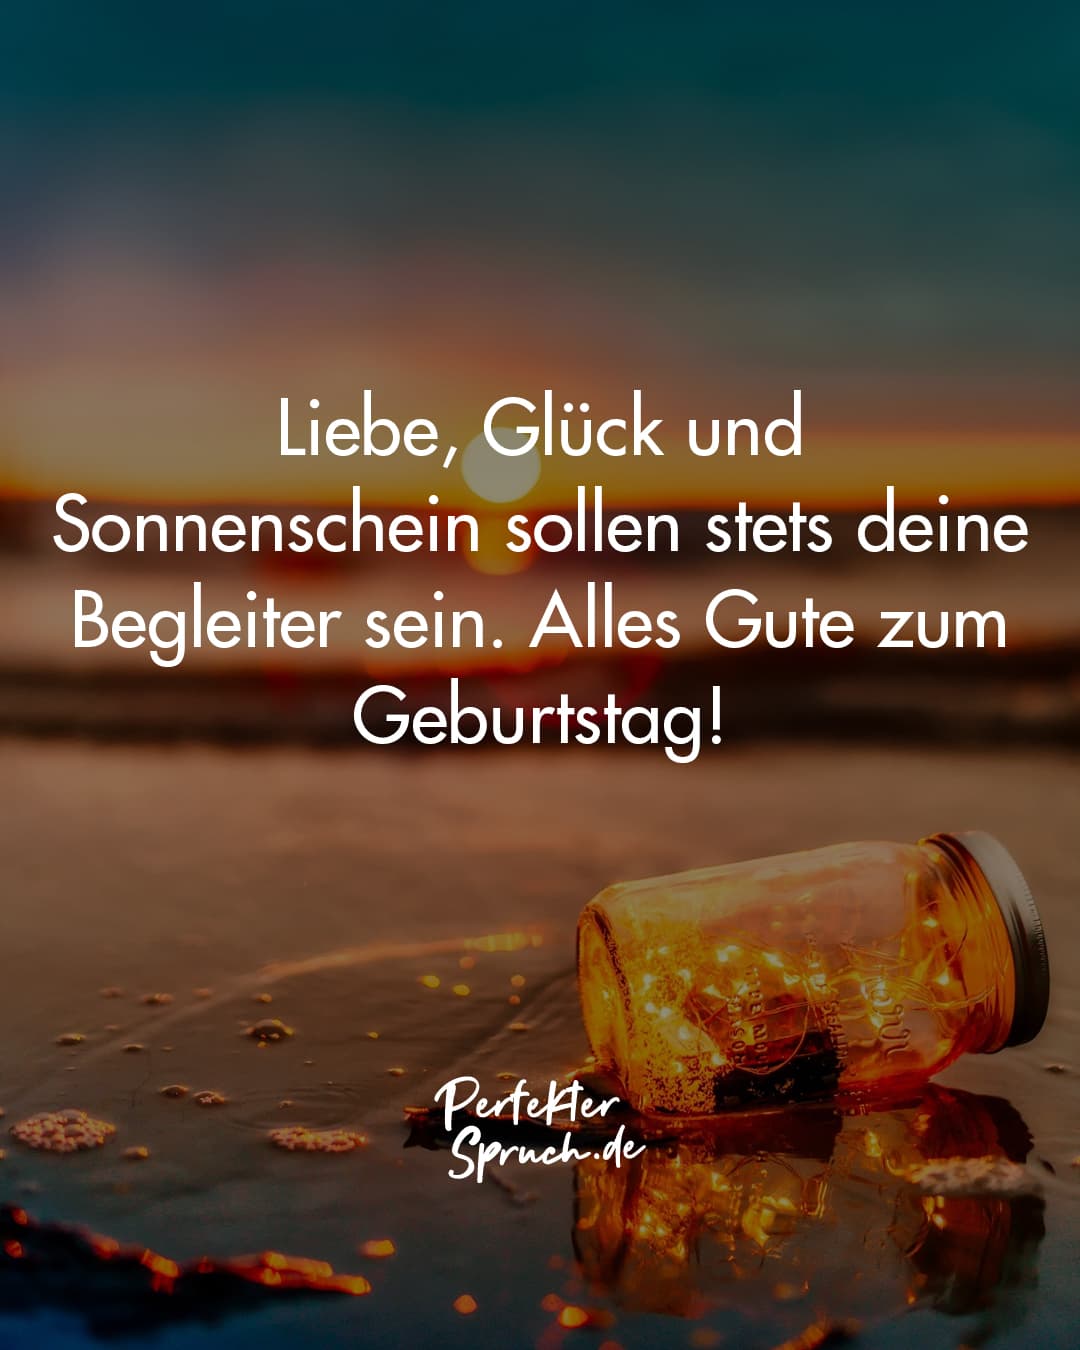 Liebe, Glück und
Sonnenschein sollen stets deine
Begleiter sein. Alles Gute zum
Geburtstag!
Perfekter
Spruch.de